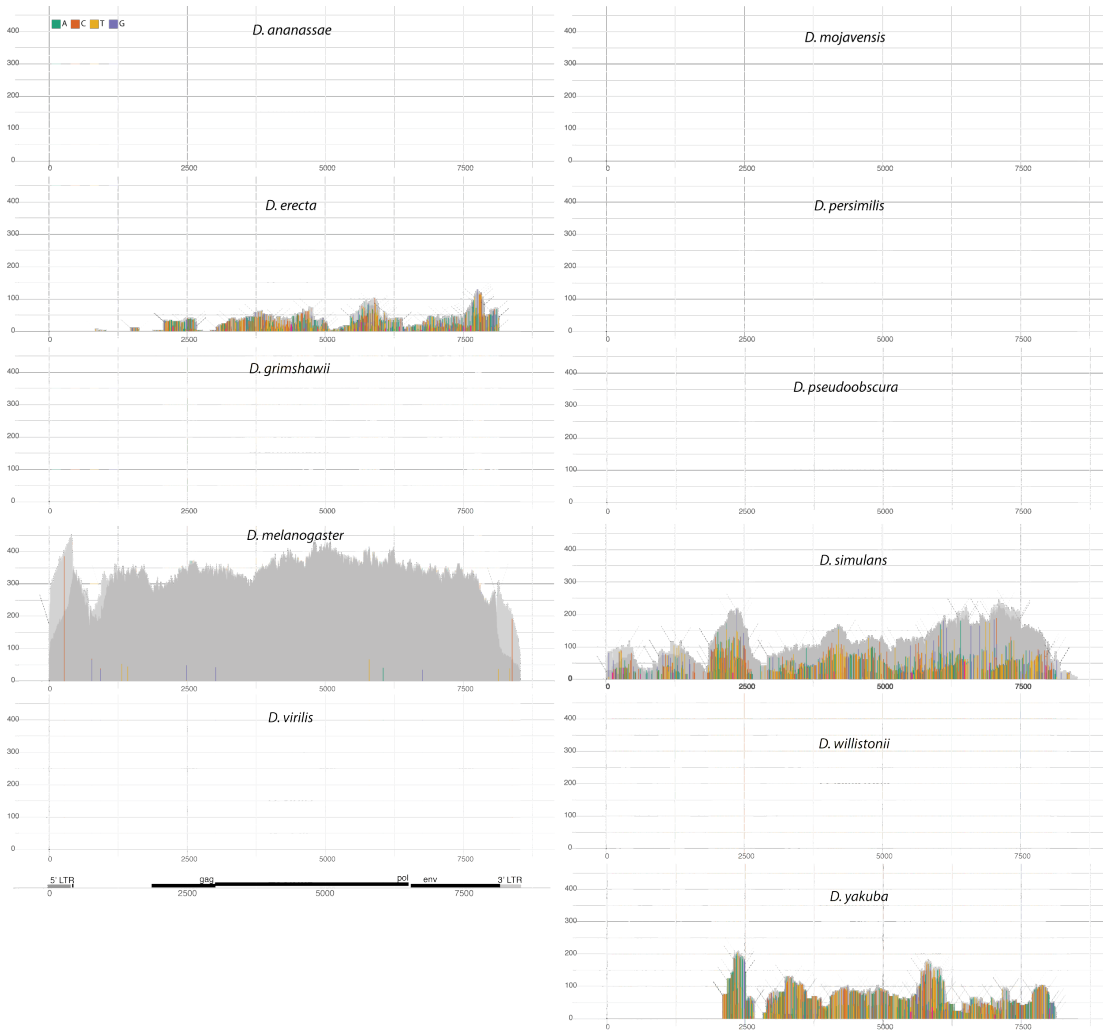 A C T G
D. ananassae
400
300
200
100
0
0 2500 5000 7500
D. mojavensis
400
300
200
100
0
0 2500 5000 7500
D. erecta
400
300
200
100
0
0 2500 5000 7500
D. persimilis
400
300
200
100
0
0 2500 5000 7500
D. grimshawii
400
300
200
100
0
0 2500 5000 7500
D. pseudoobscura
400
300
200
100
0
0 2500 5000 7500
D. melanogaster
400
300
200
100
0
0 2500 5000 7500
D. simulans
400
300
200
100
0
0 2500 5000 7500
D. virilis
400
300
200
100
0
0 2500 5000 7500
D. willistonii
400
300
200
100
0
0 2500 5000 7500
5' LTR gag pol env 3' LTR
0 2500 5000 7500
D. yakuba
400
300
200
100
0
0 2500 5000 7500